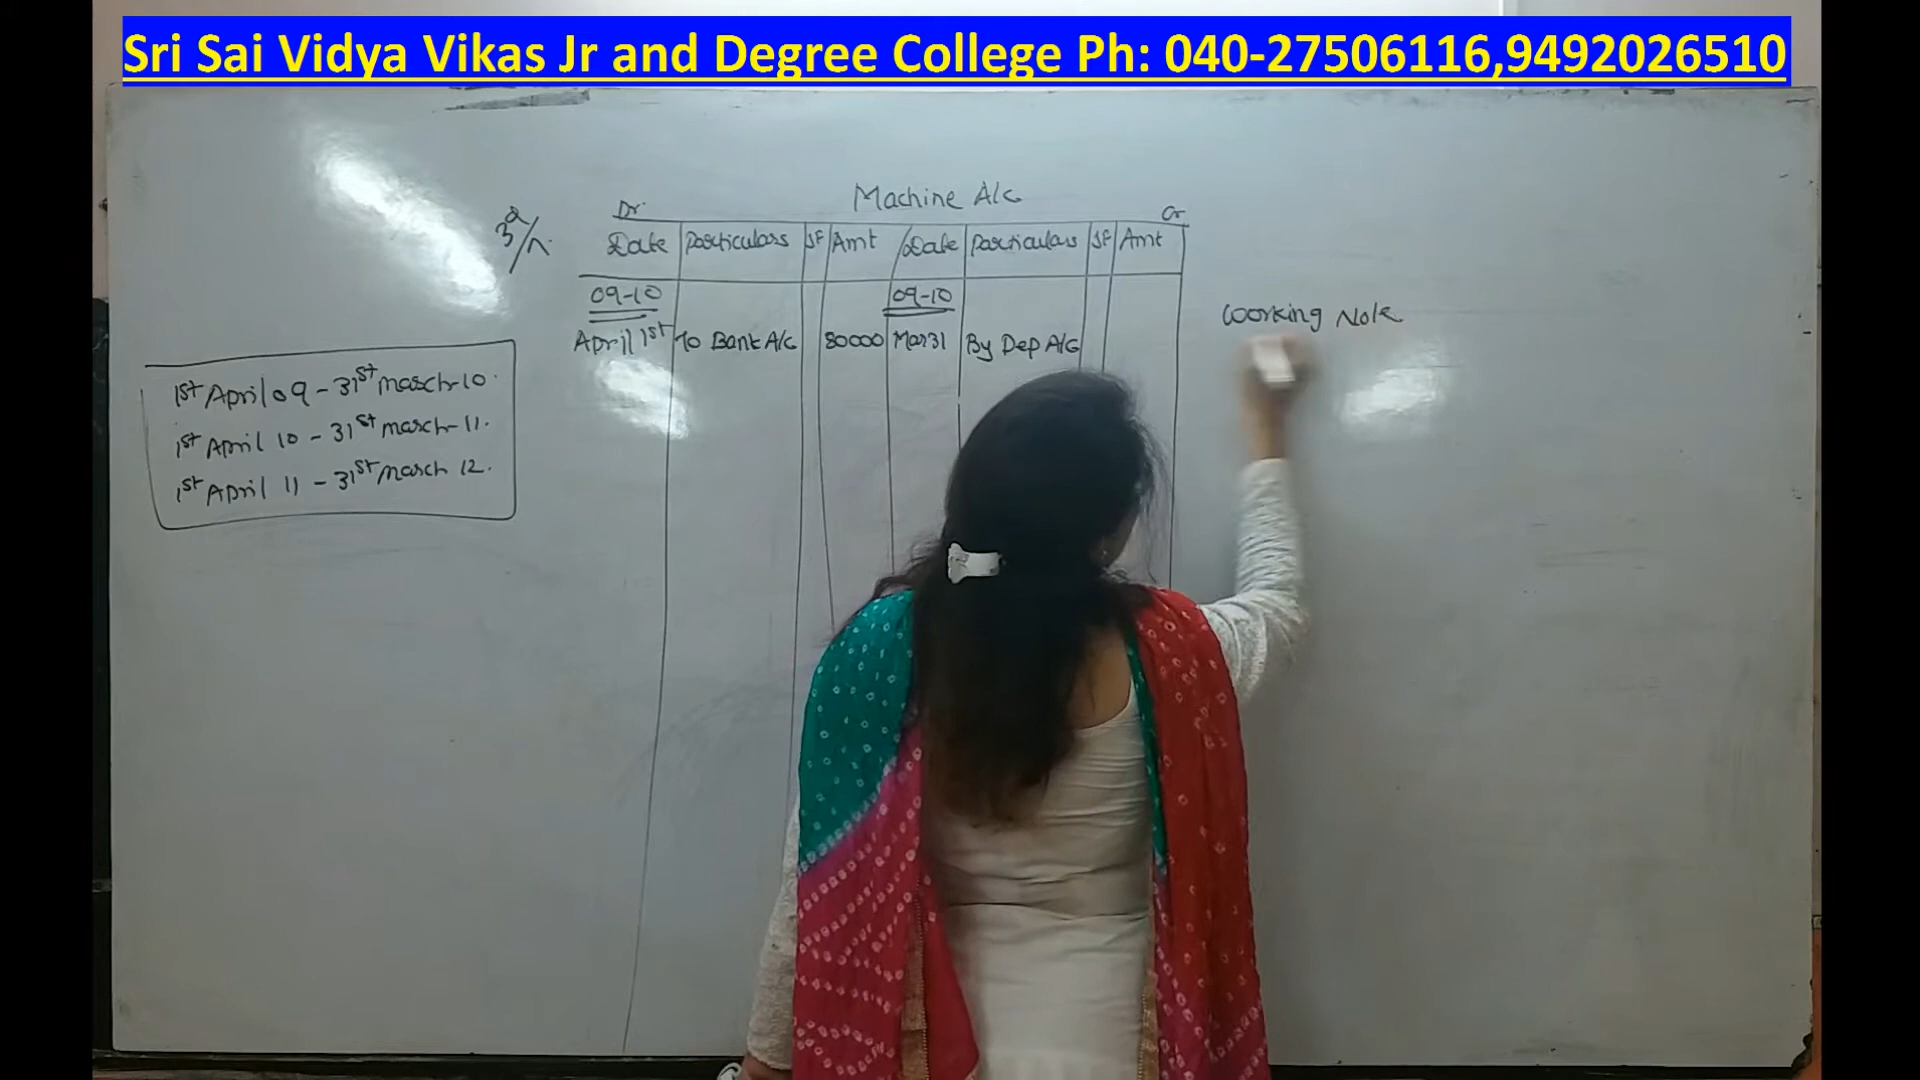 Sri Sai Vidya Vikas Jr and Degree College Ph: 040-27506116,9492026510
Machine A/c
Dr. Cr
Date Particulars JF Amt Date Particulars JF Amt
09-10 09-10
April 1st To Bank A/c 80000 Mar31 By Dep A/c
Working Note
1st April 09 - 31st March-10.
1st April 10 - 31st March-11.
1st April 11 - 31st March 12.